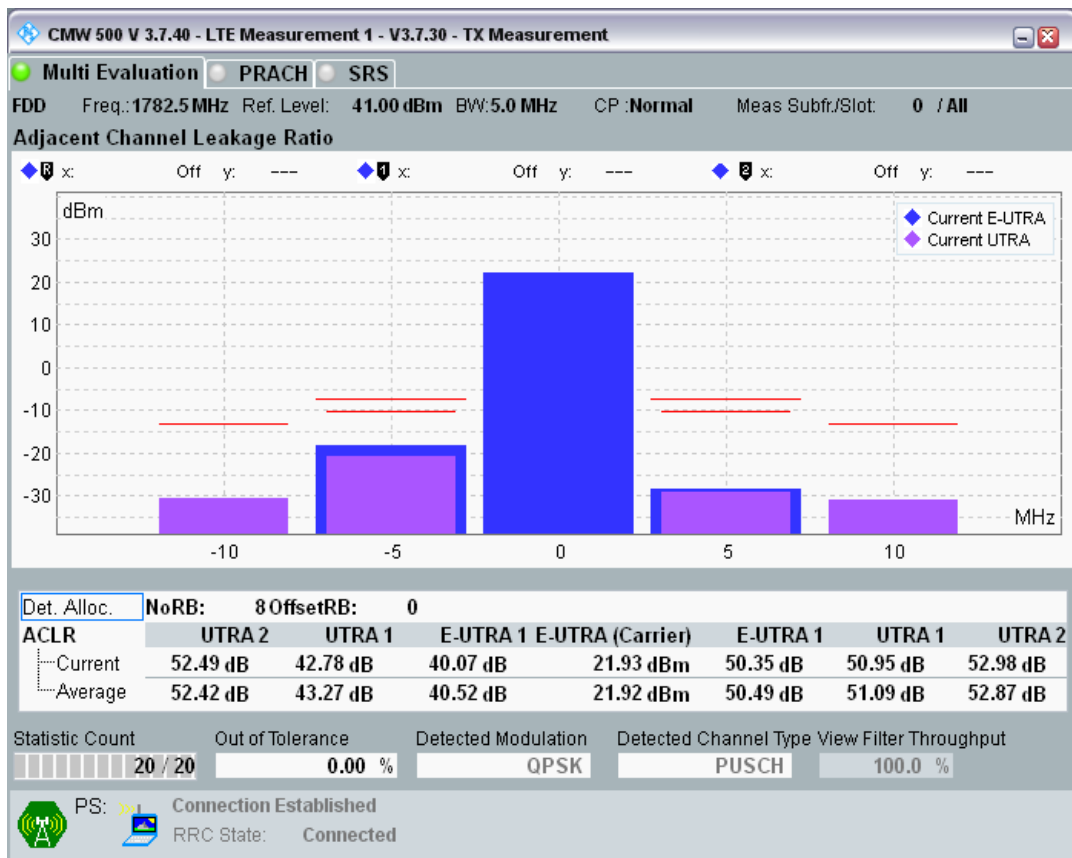 CMW 500 V 3.7.40 - LTE Measurement 1 - V3.7.30 - TX Measurement
Multi Evaluation PRACH SRS
FDD Freq.:1782.5 MHz Ref. Level: 41.00 dBm BW:5.0 MHz CP :Normal Meas Subfr./Slot: 0 / All
Adjacent Channel Leakage Ratio
R x: Off y: --- 1 x: Off y: --- 2 x: Off y: ---
dBm
Current E-UTRA
Current UTRA
30
20
10
0
-10
-20
-30
MHz
-10 -5 0 5 10
Det. Alloc. NoRB: 8 OffsetRB: 0
ACLR UTRA 2 UTRA 1 E-UTRA 1 E-UTRA (Carrier) E-UTRA 1 UTRA 1 UTRA 2
Current 52.49 dB 42.78 dB 40.07 dB 21.93 dBm 50.35 dB 50.95 dB 52.98 dB
Average 52.42 dB 43.27 dB 40.52 dB 21.92 dBm 50.49 dB 51.09 dB 52.87 dB
Statistic Count Out of Tolerance Detected Modulation Detected Channel Type View Filter Throughput
20 / 20 0.00 % QPSK PUSCH 100.0 %
PS: Connection Established
RRC State: Connected